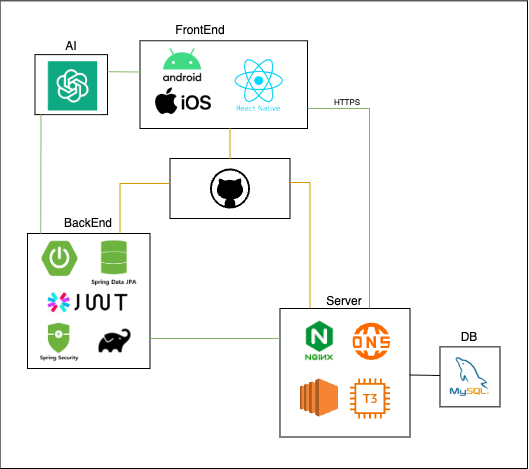 FrontEnd
AI
android
iOS
React Native
HTTPS
BackEnd
Spring Data JPA
JWT
Spring Security
Server
NGINX
DNS
T3
DB
MySQL